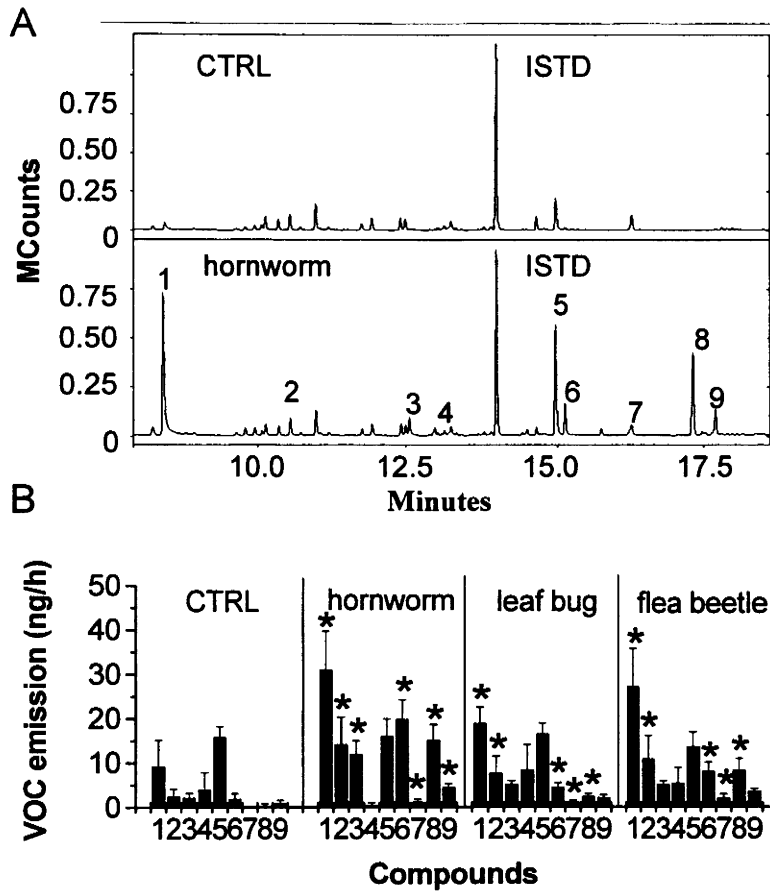 A
CTRL
ISTD
0.75
0.50
0.25
0
MCounts
hornworm
ISTD
1
5
0.75
8
0.50
2
3
4
6
7
9
0.25
0
10.0 12.5 15.0 17.5
Minutes
B
50
CTRL hornworm leaf bug flea beetle
40
30
20
10
0
VOC emission (ng/h)
* * * * * * *
* * * * * *
* * * * *
123456789 123456789 123456789 123456789
Compounds